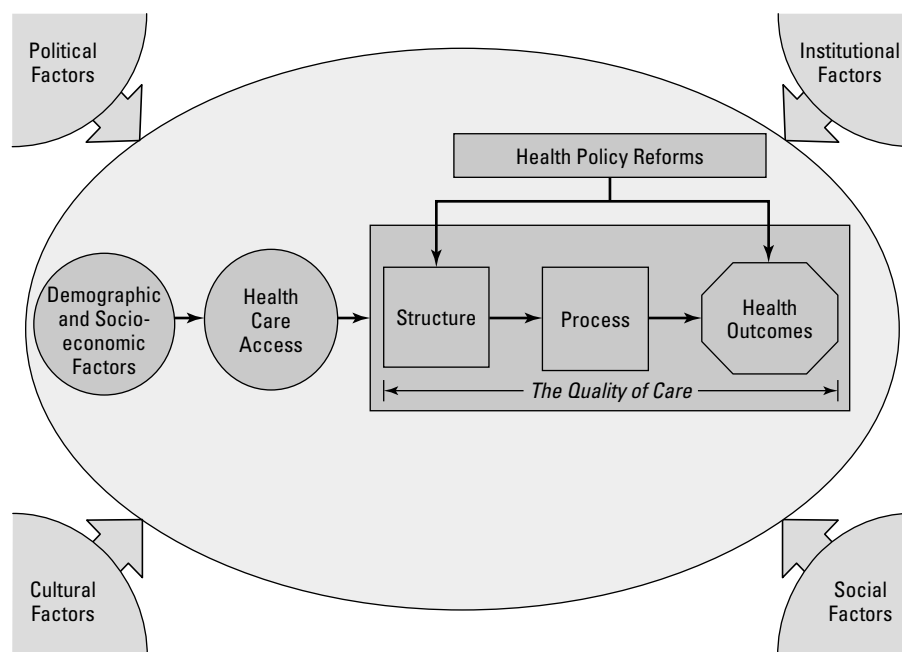 Political
Factors
Institutional
Factors
Health Policy Reforms
Demographic
and Socio-
economic
Factors
Health
Care
Access
Structure
Process
Health
Outcomes
The Quality of Care
Cultural
Factors
Social
Factors